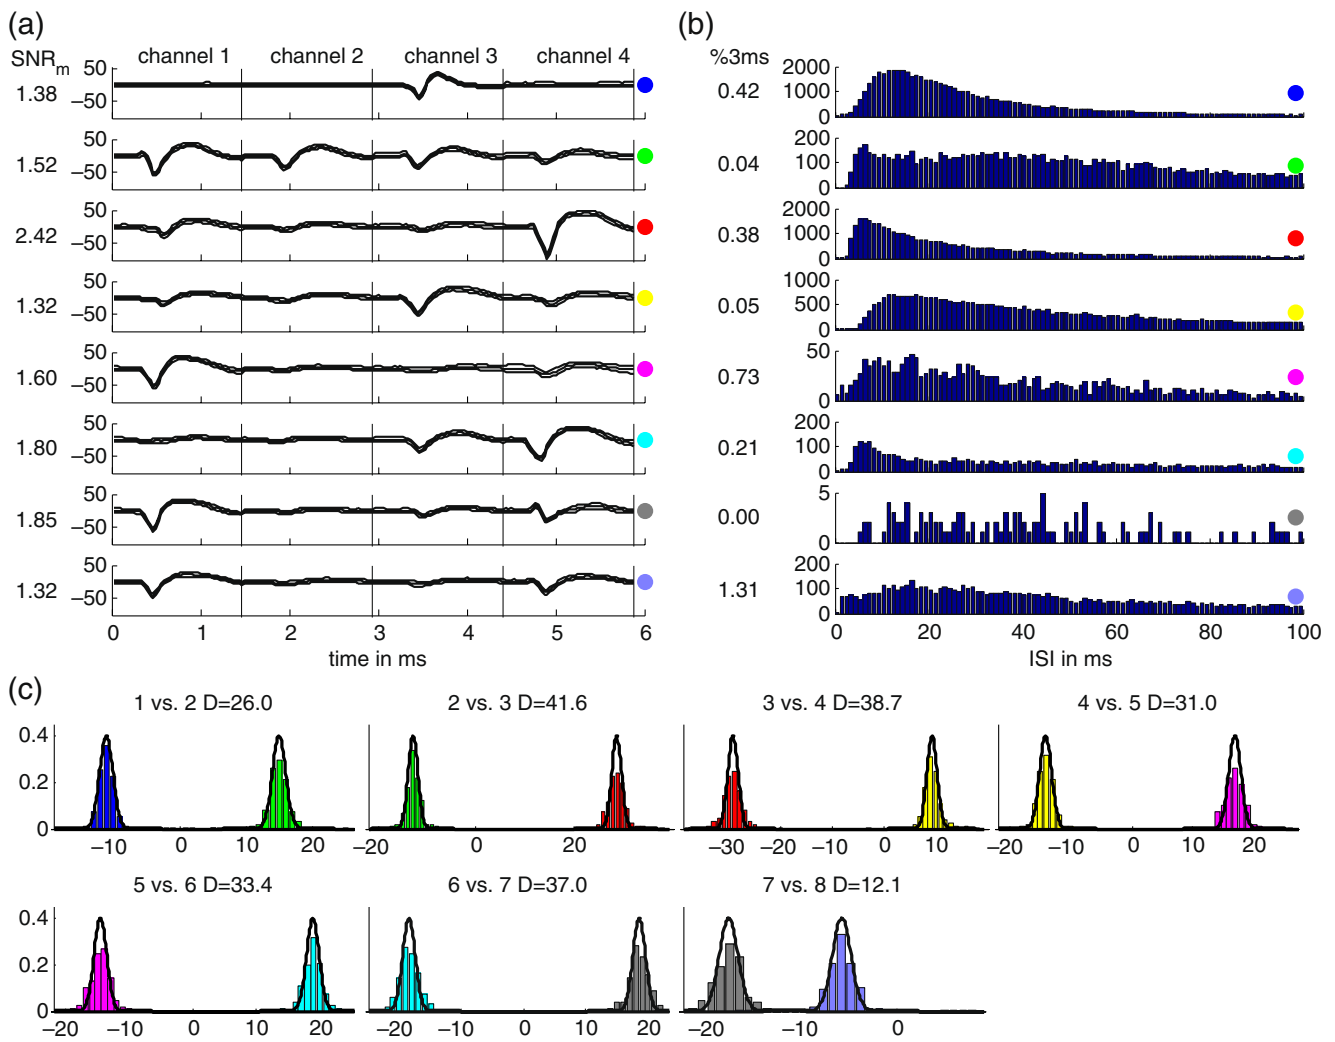 (a)
SNRm
channel 1 channel 2 channel 3 channel 4
1.38 50 –50
1.52 50 –50
2.42 50 –50
1.32 50 –50
1.60 50 –50
1.80 50 –50
1.85 50 –50
1.32 50 –50
0 1 2 3 4 5 6
time in ms
(b)
%3ms
0.42 2000 1000 0
0.04 200 100 0
0.38 2000 1000 0
0.05 1000 500 0
0.73 50 0
0.21 200 100 0
0.00 5 0
1.31 200 100 0
0 20 40 60 80 100
ISI in ms
(c)
1 vs. 2 D=26.0 2 vs. 3 D=41.6 3 vs. 4 D=38.7 4 vs. 5 D=31.0
0.4
0.2
0
–10 0 10 20 –20 0 20 –30 –20 –10 0 10 –20 –10 0 10 20
5 vs. 6 D=33.4 6 vs. 7 D=37.0 7 vs. 8 D=12.1
0.4
0.2
0
–20 –10 0 10 20 –20 –10 0 10 20 –20 –10 0